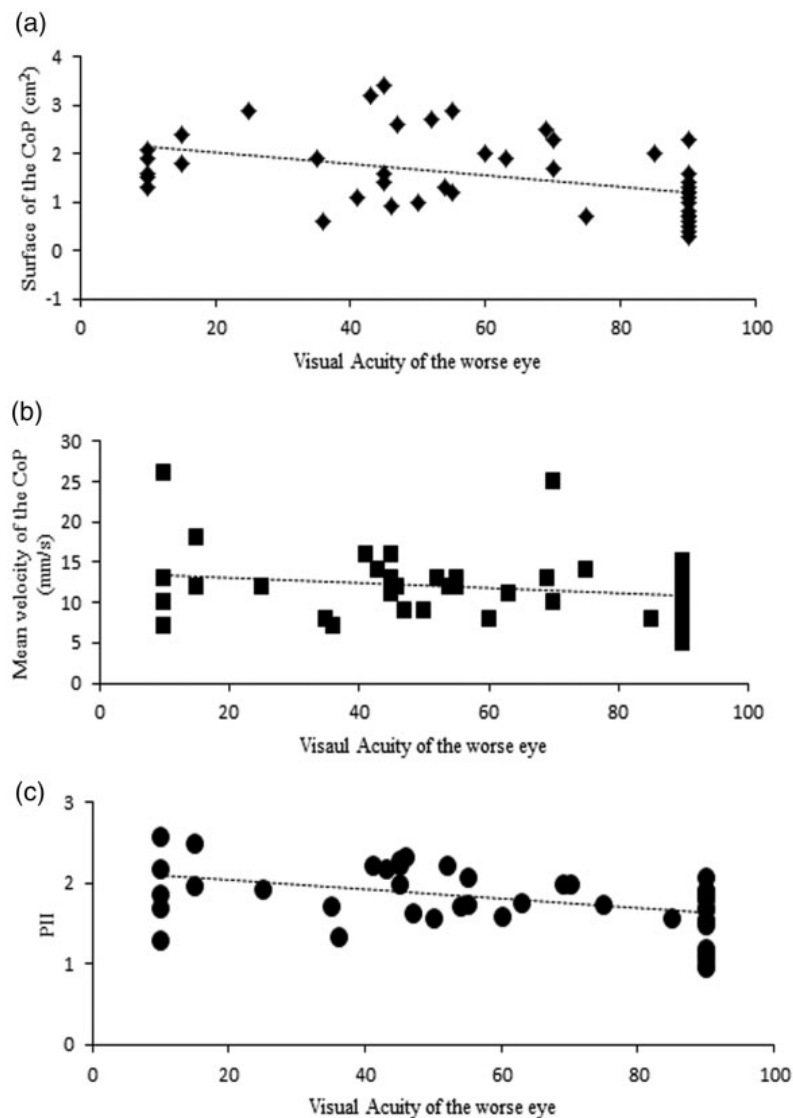 (a)
Surface of the CoP (cm²)
4
3
2
1
0
-1
0 20 40 60 80 100
Visual Acuity of the worse eye
(b)
Mean velocity of the CoP
(mm/s)
30
25
20
15
10
5
0
0 20 40 60 80 100
Visaul Acuity of the worse eye
(c)
PII
3
2
1
0
0 20 40 60 80 100
Visual Acuity of the worse eye